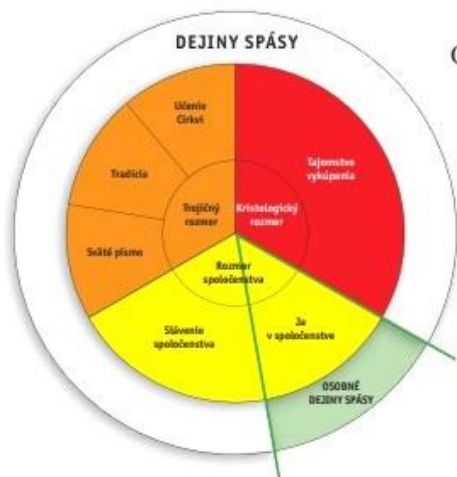 DEJINY SPÁSY
Učenie
Cirkvi
Tradícia
Sväté písmo
Trojičný
rozmer
Kristologický
rozmer
Tajomstvo
vykúpenia
Rozmer
spoločenstva
Slávenie
spoločenstva
Ja
v spoločenstve
OSOBNÉ
DEJINY SPÁSY